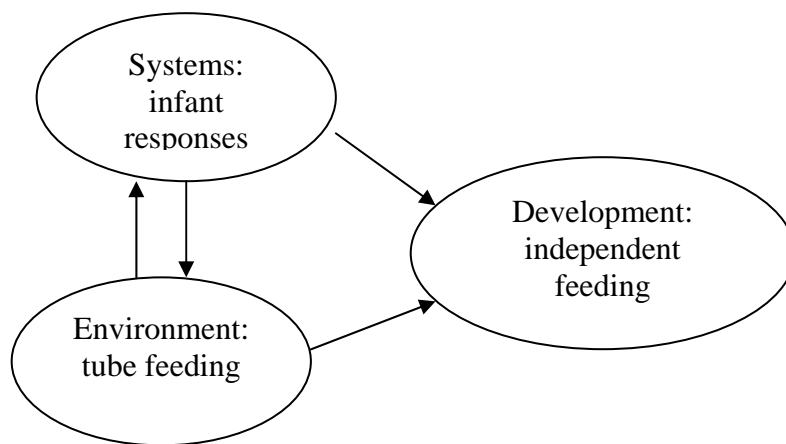 Systems:
infant
responses
Development:
independent
feeding
Environment:
tube feeding